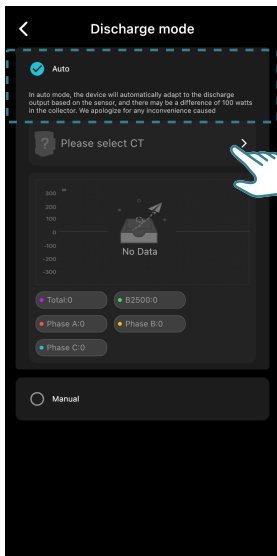 Discharge mode
Auto
In auto mode, the device will automatically adapt to the discharge
output based on the sensor, and there may be a difference of 100 watts
in the collector. We apologize for any inconvenience caused
?
Please select CT
300
200
100
0
-100
-200
-300
No Data
Total:0
B2500:0
Phase A:0
Phase B:0
Phase C:0
Manual